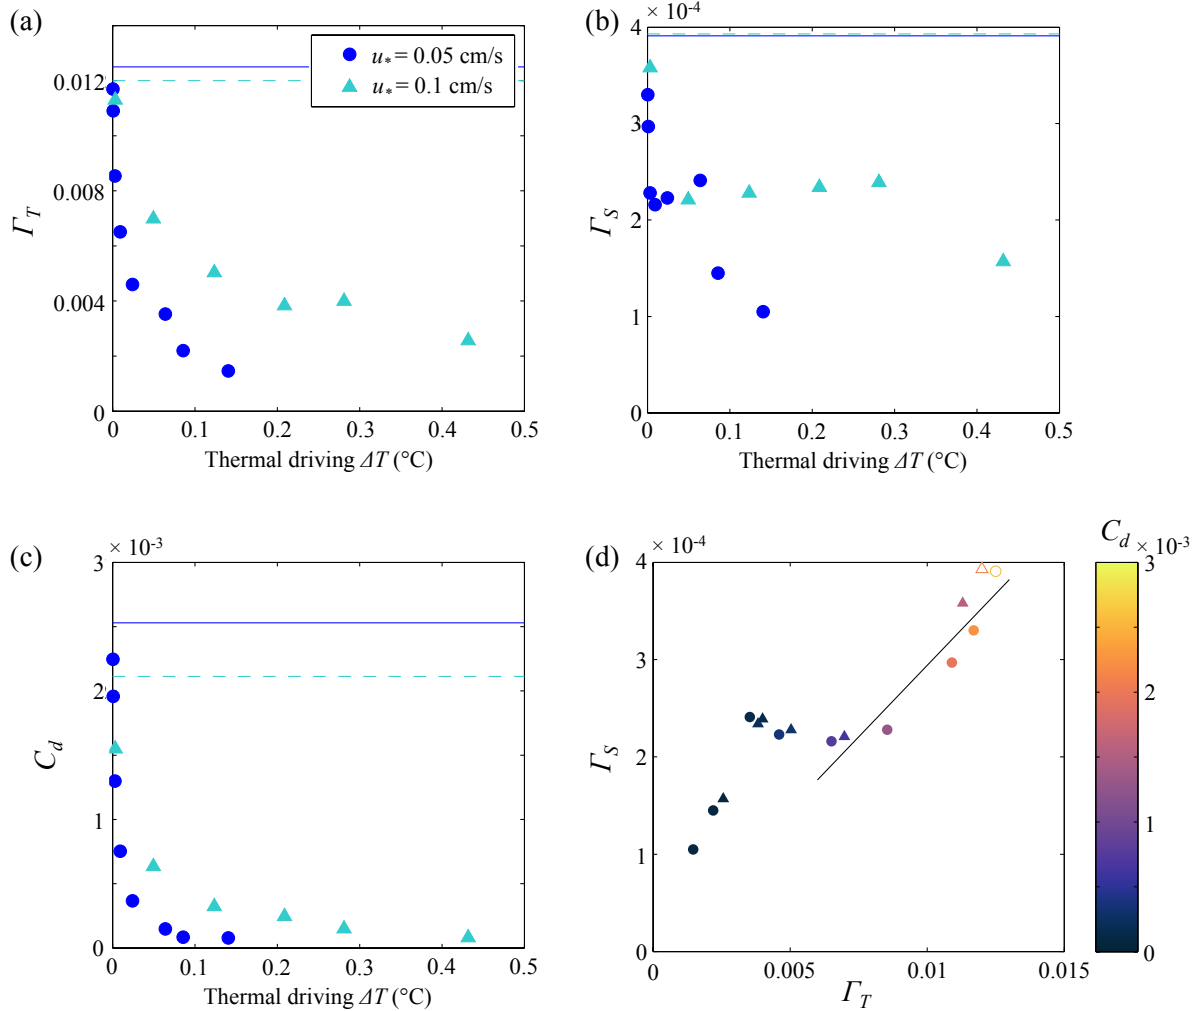 (a)
0.012
0.008
0.004
0
Γ_T
u* = 0.05 cm/s
u* = 0.1 cm/s
0 0.1 0.2 0.3 0.4 0.5
Thermal driving ΔT (°C)
(b)
× 10⁻⁴
4
3
2
1
0
Γ_S
0 0.1 0.2 0.3 0.4 0.5
Thermal driving ΔT (°C)
(c)
× 10⁻³
3
2
1
0
C_d
0 0.1 0.2 0.3 0.4 0.5
Thermal driving ΔT (°C)
(d)
× 10⁻⁴
4
3
2
1
0
Γ_S
0 0.005 0.01 0.015
Γ_T
C_d × 10⁻³
3
2
1
0